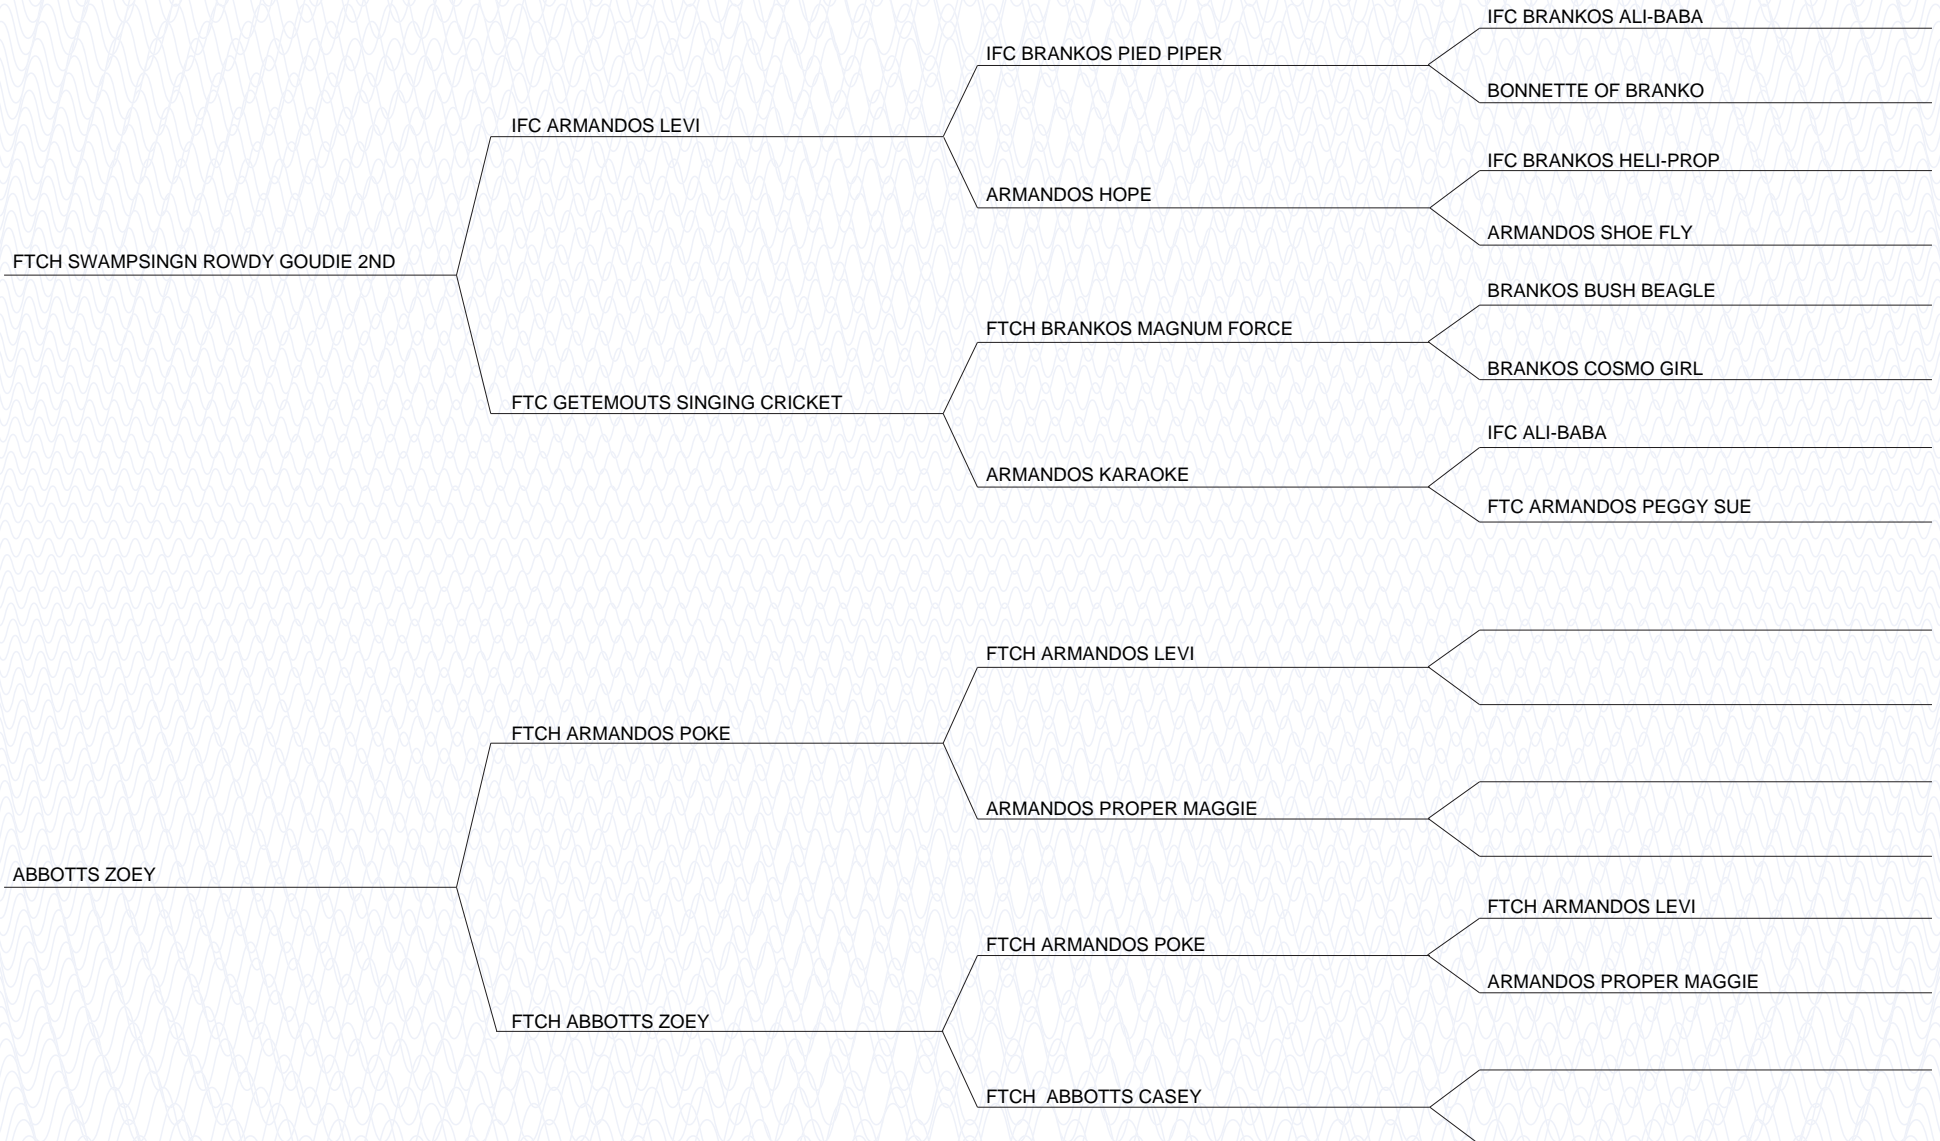 IFC BRANKOS ALI-BABA
IFC BRANKOS PIED PIPER
BONNETTE OF BRANKO
IFC ARMANDOS LEVI
IFC BRANKOS HELI-PROP
ARMANDOS HOPE
ARMANDOS SHOE FLY
FTCH SWAMPSINGN ROWDY GOUDIE 2ND
BRANKOS BUSH BEAGLE
FTCH BRANKOS MAGNUM FORCE
BRANKOS COSMO GIRL
FTC GETEMOUTS SINGING CRICKET
IFC ALI-BABA
ARMANDOS KARAOKE
FTC ARMANDOS PEGGY SUE
FTCH ARMANDOS LEVI
FTCH ARMANDOS POKE
ARMANDOS PROPER MAGGIE
ABBOTTS ZOEY
FTCH ARMANDOS LEVI
FTCH ARMANDOS POKE
ARMANDOS PROPER MAGGIE
FTCH ABBOTTS ZOEY
FTCH  ABBOTTS CASEY